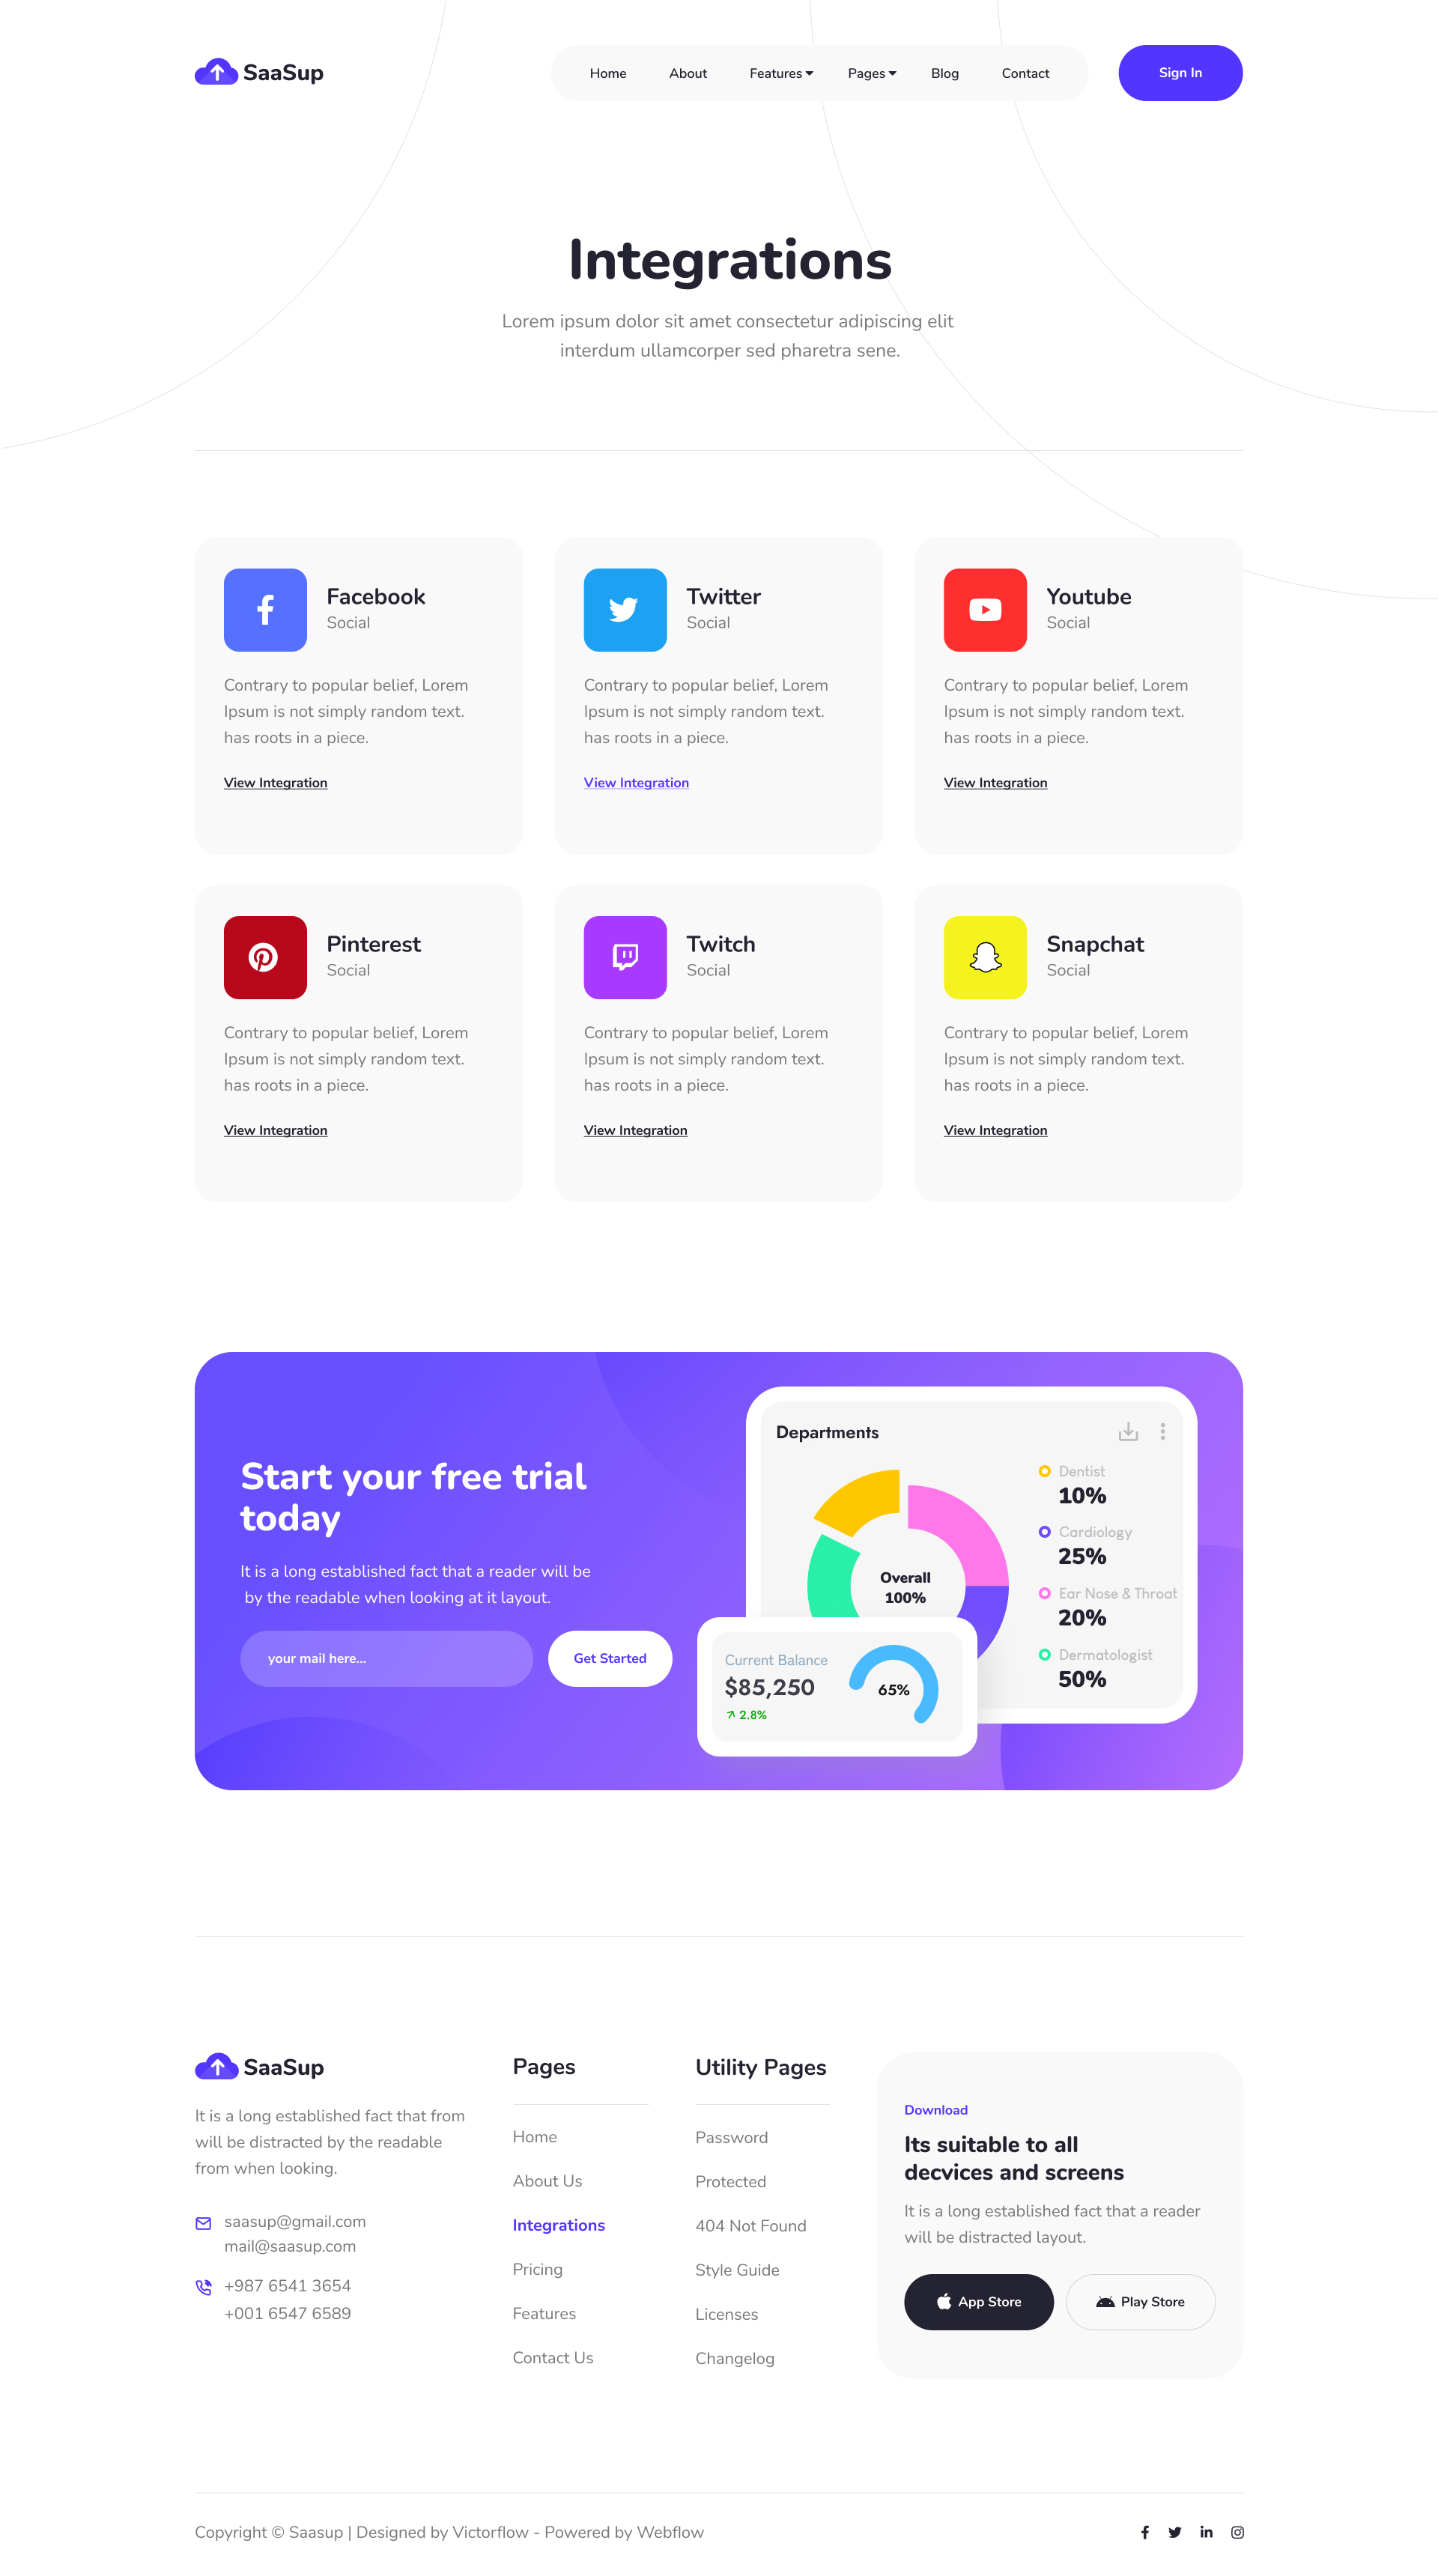 SaaSup
Home
About
Features
Pages
Blog
Contact
Sign In
Integrations
Lorem ipsum dolor sit amet consectetur adipiscing elit
interdum ullamcorper sed pharetra sene.
Facebook
Social
Contrary to popular belief, Lorem
Ipsum is not simply random text.
has roots in a piece.
View Integration
Twitter
Social
Contrary to popular belief, Lorem
Ipsum is not simply random text.
has roots in a piece.
View Integration
Youtube
Social
Contrary to popular belief, Lorem
Ipsum is not simply random text.
has roots in a piece.
View Integration
Pinterest
Social
Contrary to popular belief, Lorem
Ipsum is not simply random text.
has roots in a piece.
View Integration
Twitch
Social
Contrary to popular belief, Lorem
Ipsum is not simply random text.
has roots in a piece.
View Integration
Snapchat
Social
Contrary to popular belief, Lorem
Ipsum is not simply random text.
has roots in a piece.
View Integration
Start your free trial
today
It is a long established fact that a reader will be
by the readable when looking at it layout.
your mail here...
Get Started
Departments
Overall
100%
Dentist
10%
Cardiology
25%
Ear Nose & Throat
20%
Dermatologist
50%
Current Balance
$85,250
2.8%
65%
SaaSup
It is a long established fact that from
will be distracted by the readable
from when looking.
saasup@gmail.com
mail@saasup.com
+987 6541 3654
+001 6547 6589
Pages
Home
About Us
Integrations
Pricing
Features
Contact Us
Utility Pages
Password
Protected
404 Not Found
Style Guide
Licenses
Changelog
Download
Its suitable to all
decvices and screens
It is a long established fact that a reader
will be distracted layout.
App Store
Play Store
Copyright © Saasup | Designed by Victorflow - Powered by Webflow